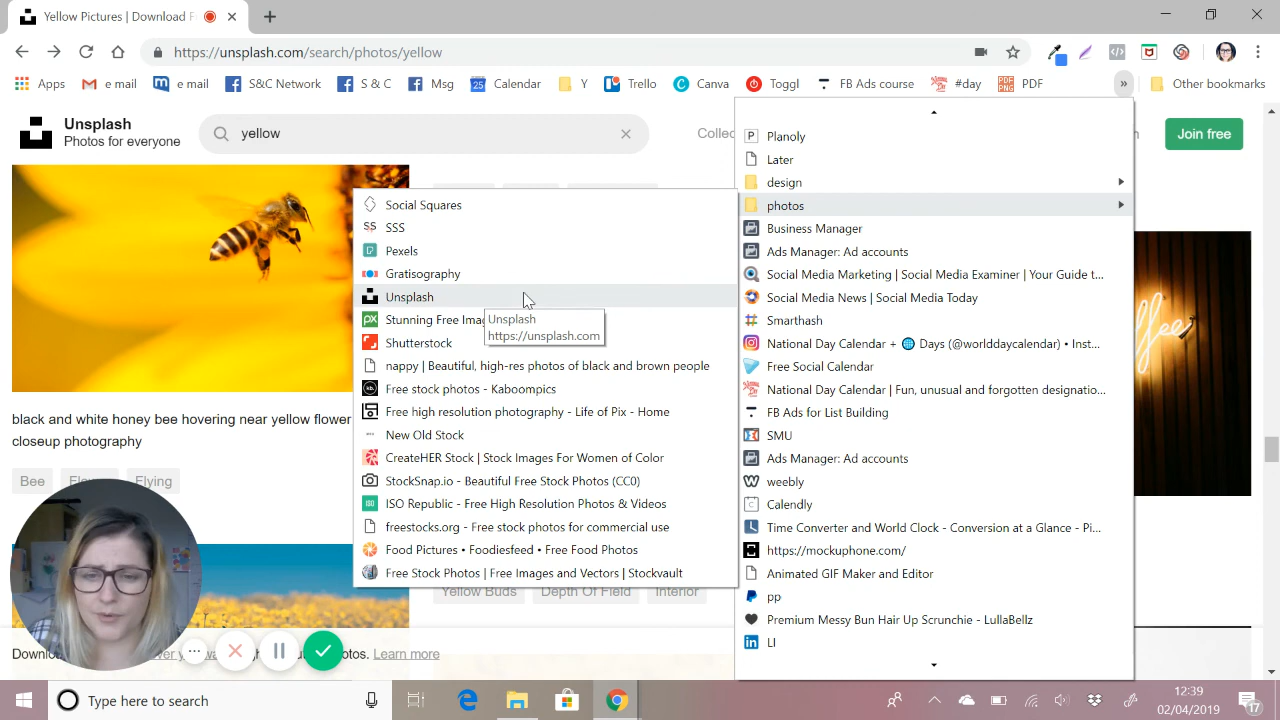 Yellow Pictures | Download F
https://unsplash.com/search/photos/yellow
Apps
e mail
e mail
S&C Network
S & C
Msg
25
Calendar
Y
Trello
Canva
Toggl
FB Ads course
#day
PDF
PDF
PNG
»
Other bookmarks
Unsplash
Photos for everyone
yellow
Collec
Join free
Planoly
Later
design
photos
Business Manager
Ads Manager: Ad accounts
Social Media Marketing | Social Media Examiner | Your Guide t...
Social Media News | Social Media Today
Smarthash
National Day Calendar + 🌐 Days (@worlddaycalendar) • Inst...
Free Social Calendar
National Day Calendar | Fun, unusual and forgotten designatio...
FB Ads for List Building
SMU
Ads Manager: Ad accounts
weebly
Calendly
Time Converter and World Clock - Conversion at a Glance - Pi...
https://mockuphone.com/
Animated GIF Maker and Editor
pp
Premium Messy Bun Hair Up Scrunchie - LullaBellz
LI
Social Squares
SSS
Pexels
Gratisography
Unsplash
Stunning Free Imag
Shutterstock
nappy | Beautiful, high-res photos of black and brown people
Free stock photos - Kaboompics
Free high resolution photography - Life of Pix - Home
New Old Stock
CreateHER Stock | Stock Images For Women of Color
StockSnap.io - Beautiful Free Stock Photos (CC0)
ISO Republic - Free High Resolution Photos & Videos
freestocks.org - Free stock photos for commercial use
Food Pictures • Foodiesfeed • Free Food Photos
Free Stock Photos | Free Images and Vectors | Stockvault
Unsplash
https://unsplash.com
black and white honey bee hovering near yellow flower
closeup photography
Bee
Flying
Yellow Buds
Depth Of Field
Interior
Learn more
Type here to search
12:39
02/04/2019
17